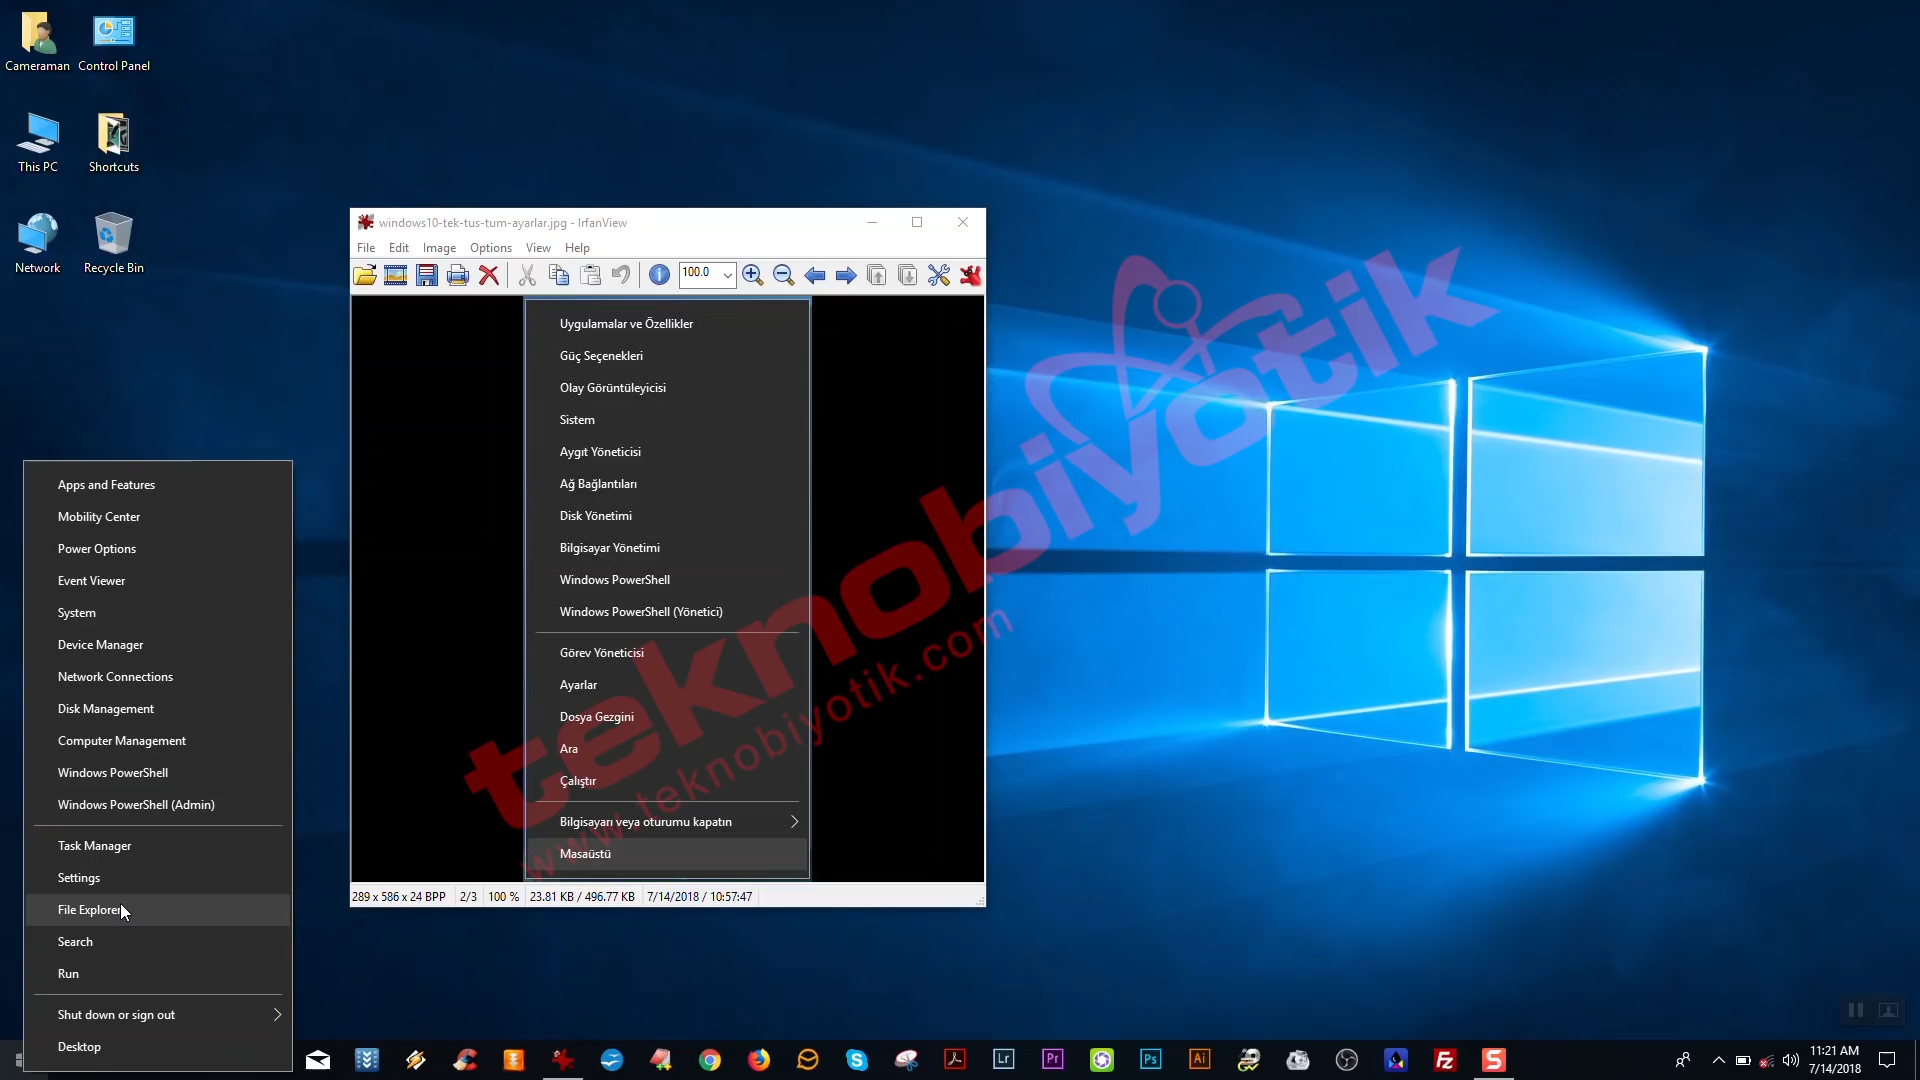 Cameraman
Control Panel
This PC
Shortcuts
Network
Recycle Bin
windows10-tek-tus-tum-ayarlar.jpg - IrfanView
File Edit Image Options View Help
100.0
Uygulamalar ve Özellikler
Güç Seçenekleri
Olay Görüntüleyicisi
Sistem
Aygıt Yöneticisi
Ağ Bağlantıları
Disk Yönetimi
Bilgisayar Yönetimi
Windows PowerShell
Windows PowerShell (Yönetici)
Görev Yöneticisi
Ayarlar
Dosya Gezgini
Ara
Çalıştır
Bilgisayarı veya oturumu kapatın
Masaüstü
289 x 586 x 24 BPP 2/3 100 % 23.81 KB / 496.77 KB 7/14/2018 / 10:57:47
teknobiyotik
www.teknobiyotik.com
Apps and Features
Mobility Center
Power Options
Event Viewer
System
Device Manager
Network Connections
Disk Management
Computer Management
Windows PowerShell
Windows PowerShell (Admin)
Task Manager
Settings
File Explorer
Search
Run
Shut down or sign out
Desktop
Lr Pr Ps Ai Fz S
11:21 AM
7/14/2018